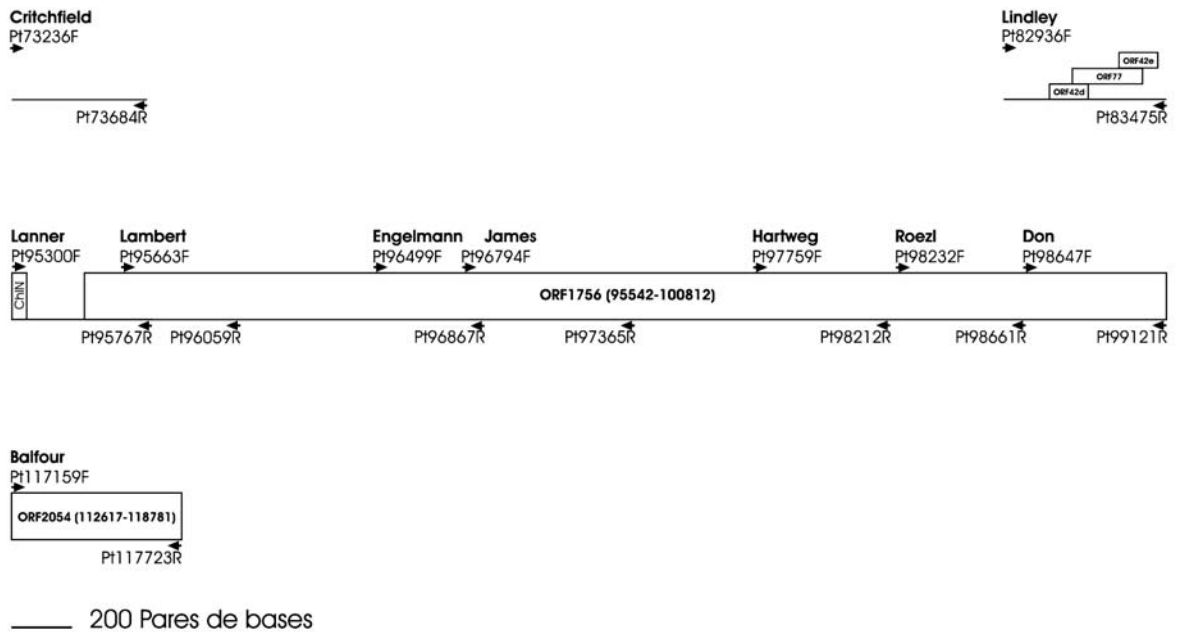 Critchfield
Pt73236F
Pt73684R
Lindley
Pt82936F
ORF42e
ORF77
ORF42d
Pt83475R
Lanner
Pt95300F
Lambert
Pt95663F
Engelmann
Pt96499F
James
Pt96794F
Hartweg
Pt97759F
Roezl
Pt98232F
Don
Pt98647F
ChlN
ORF1756 (95542-100812)
Pt95767R
Pt96059R
Pt96867R
Pt97365R
Pt98212R
Pt98661R
Pt99121R
Balfour
Pt117159F
ORF2054 (112617-118781)
Pt117723R
200 Pares de bases